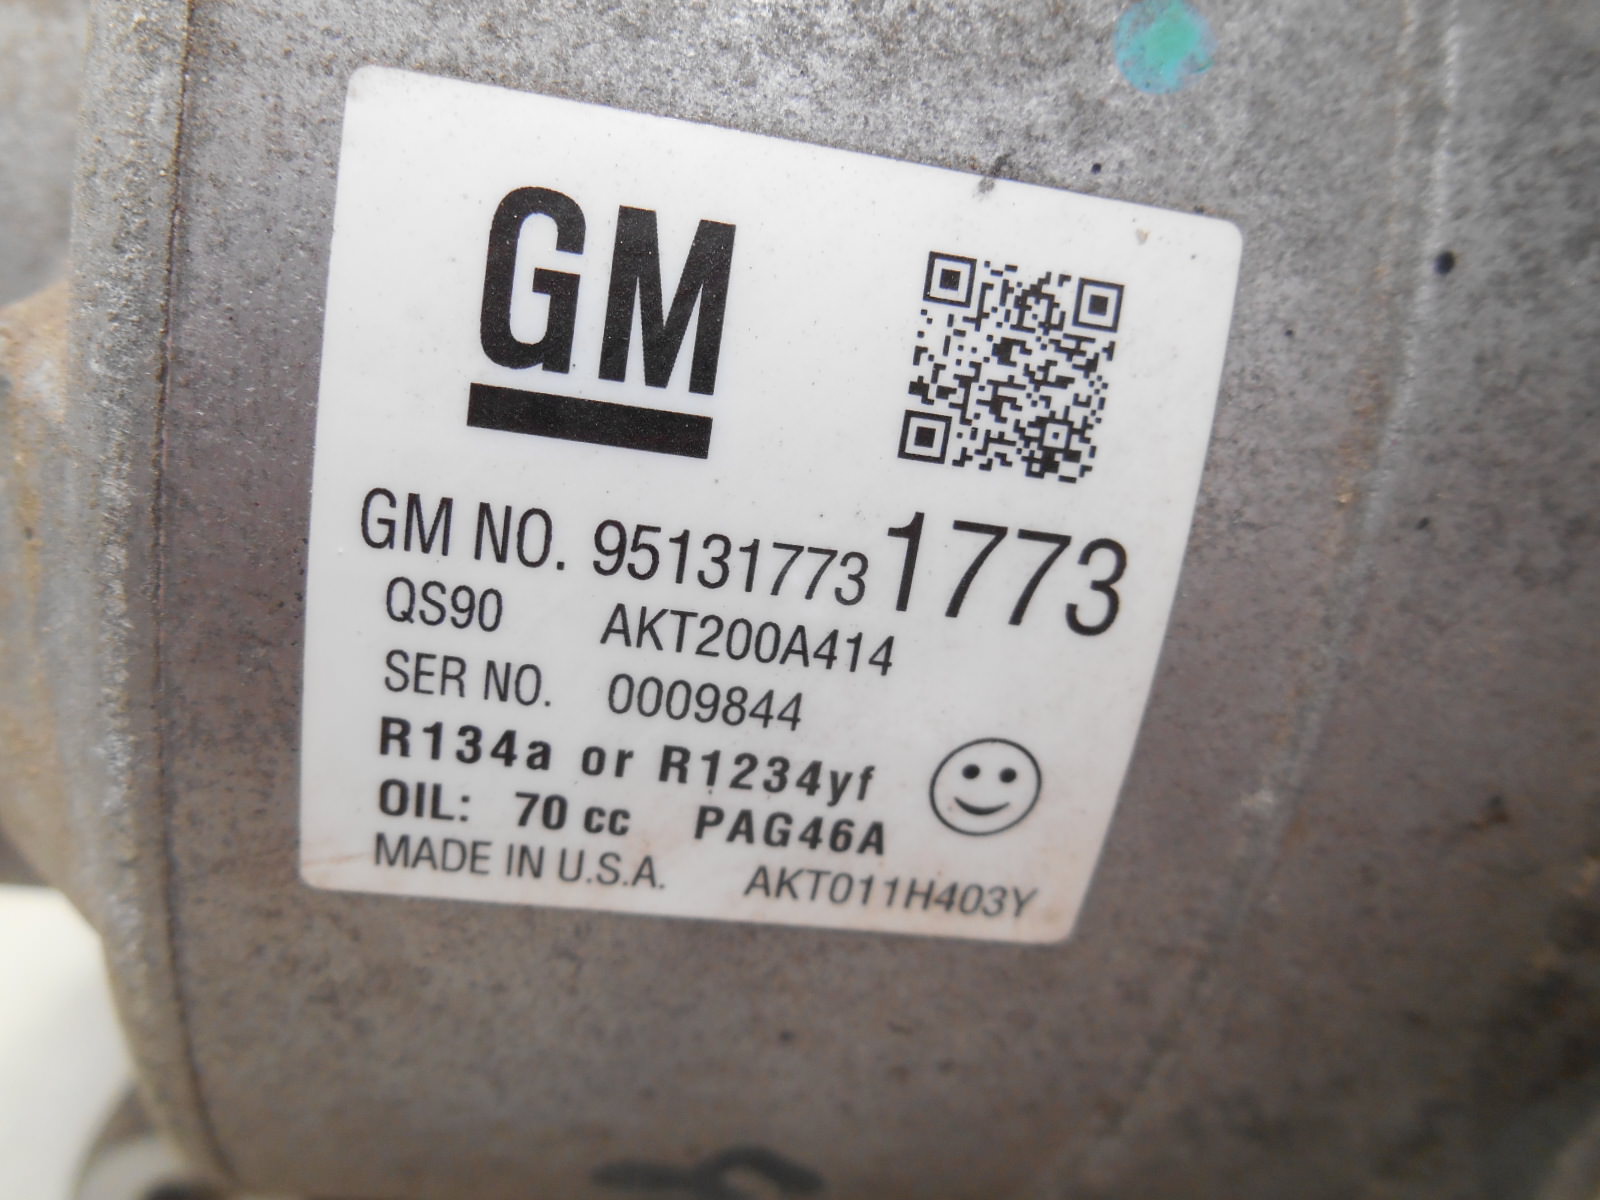 GM
GM NO. 95131773 1773
QS90 AKT200A414
SER NO. 0009844
R134a or R1234yf
OIL: 70 cc PAG46A
MADE IN U.S.A. AKT011H403Y